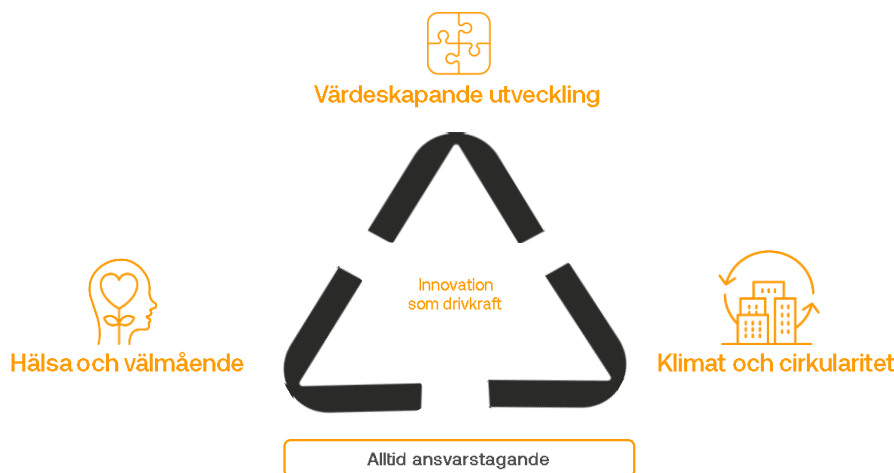 Värdeskapande utveckling
Innovation
som drivkraft
Hälsa och välmående
Klimat och cirkularitet
Alltid ansvarstagande